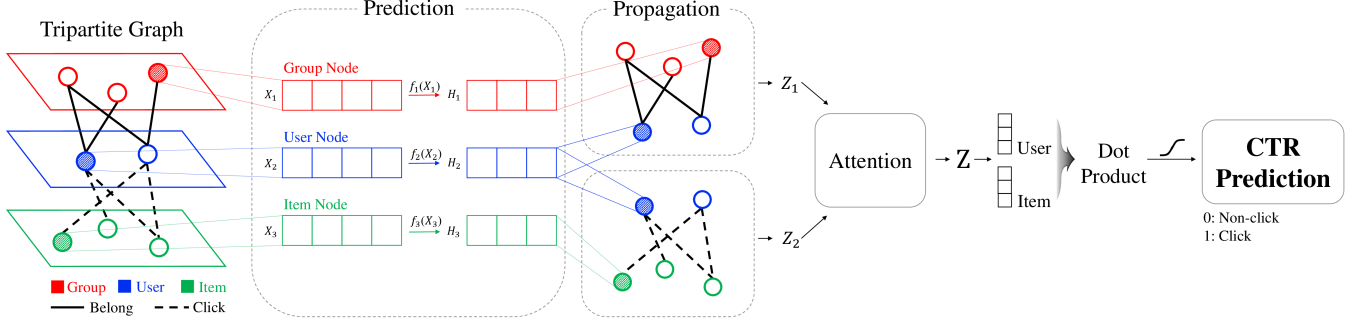 Tripartite Graph
Prediction
Propagation
Group Node
X₁
f₁(X₁)
H₁
User Node
X₂
f₂(X₂)
H₂
Item Node
X₃
f₃(X₃)
H₃
Group
User
Item
Belong
Click
Z₁
Z₂
Attention
Z
User
Item
Dot
Product
CTR
Prediction
0: Non-click
1: Click